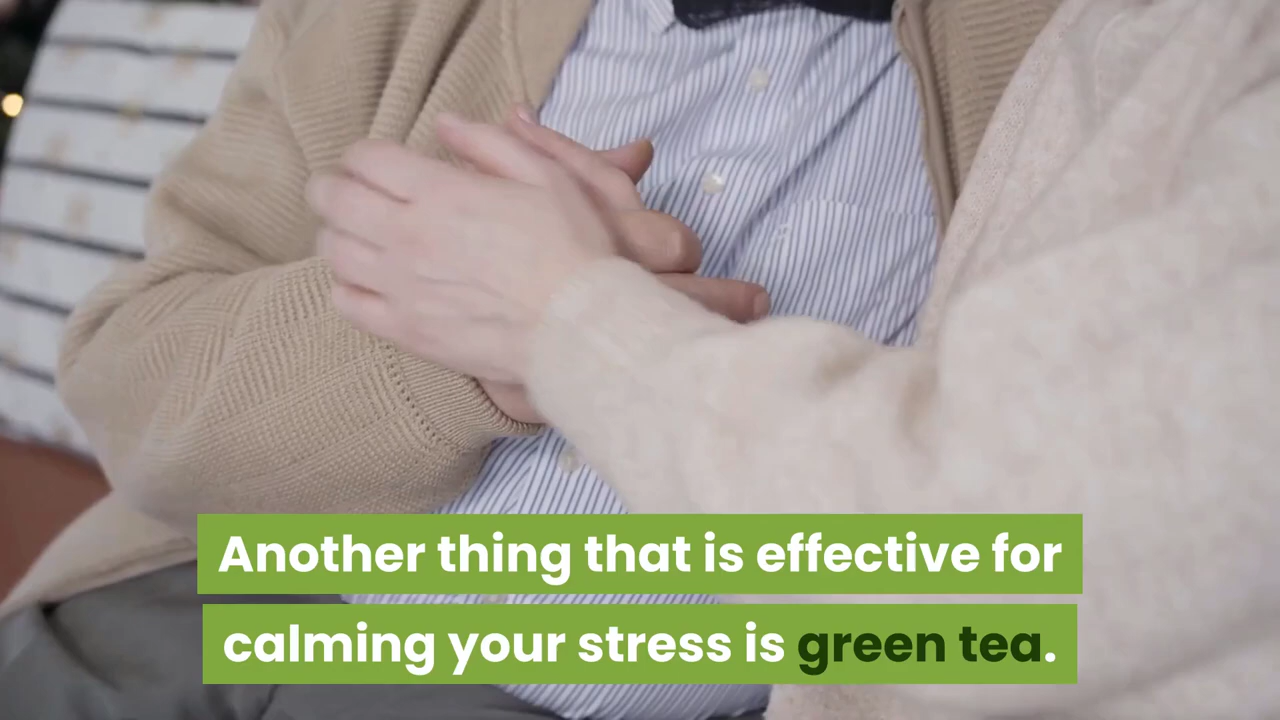 Another thing that is effective for
calming your stress is green tea.